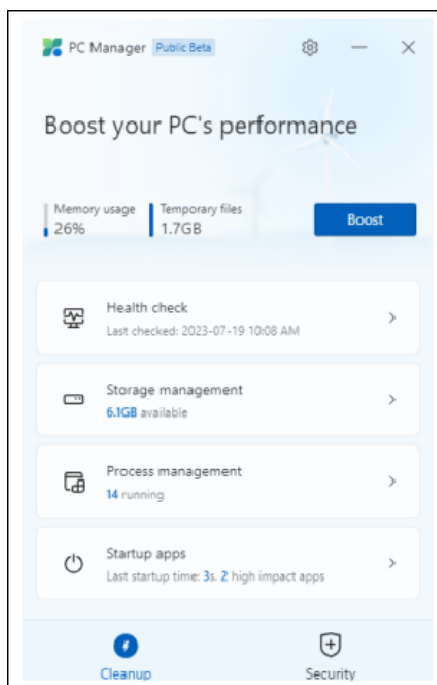 PC Manager Public Beta
Boost your PC's performance
Memory usage
26%
Temporary files
1.7GB
Boost
Health check
Last checked: 2023-07-19 10:08 AM
Storage management
6.1GB available
Process management
14 running
Startup apps
Last startup time: 3s, 2 high impact apps
Cleanup
Security